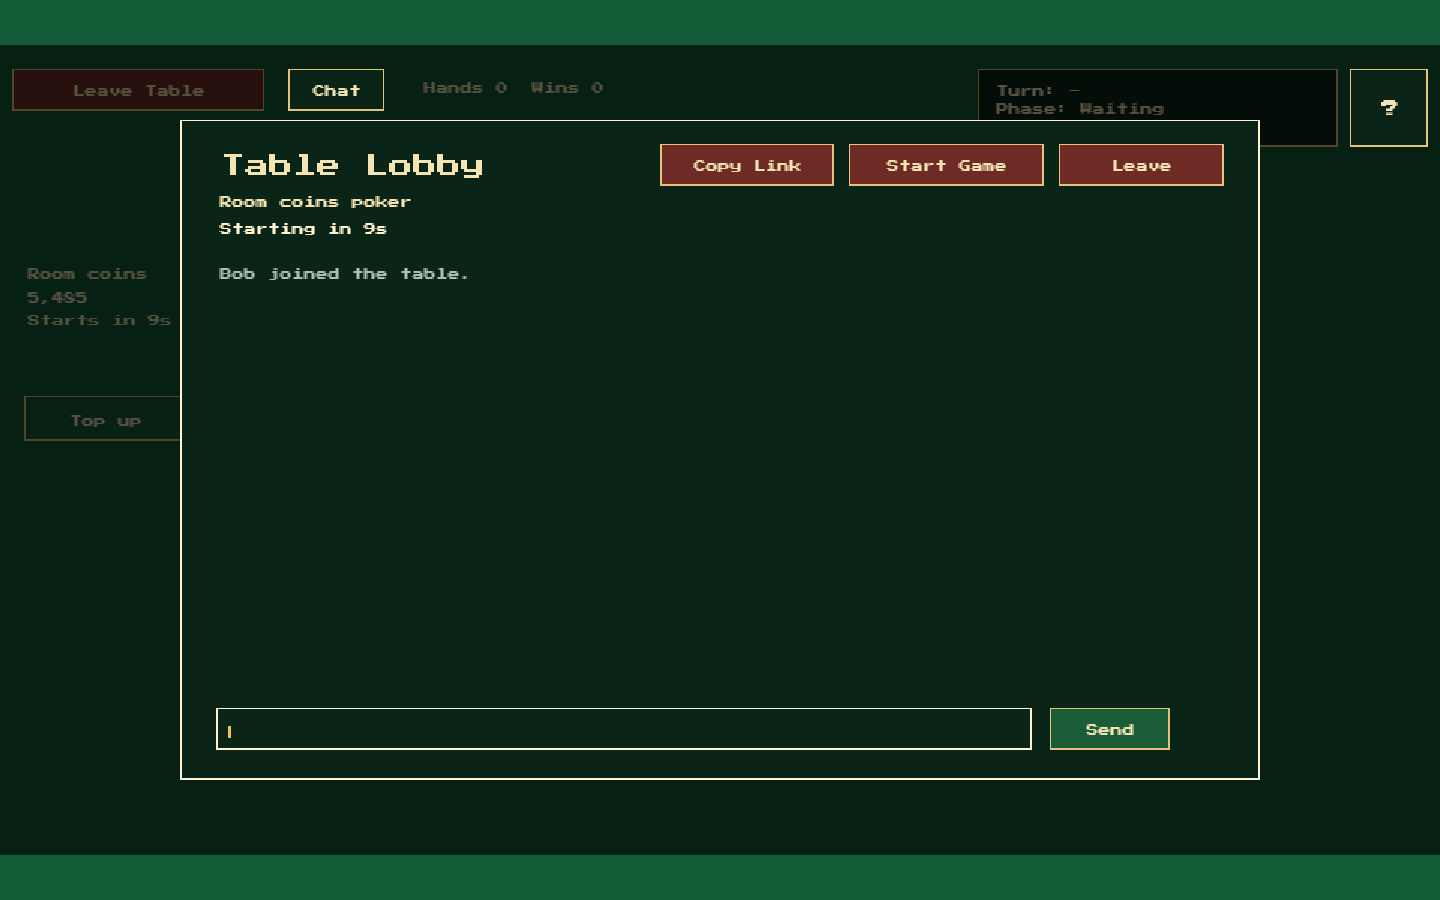 Leave Table
Chat
Hands 0 Wins 0
Turn: -
Phase: Waiting
?
Table Lobby
Copy Link
Start Game
Leave
Room coins poker
Starting in 9s
Bob joined the table.
Room coins
5,485
Starts in 9s
Top up
Send